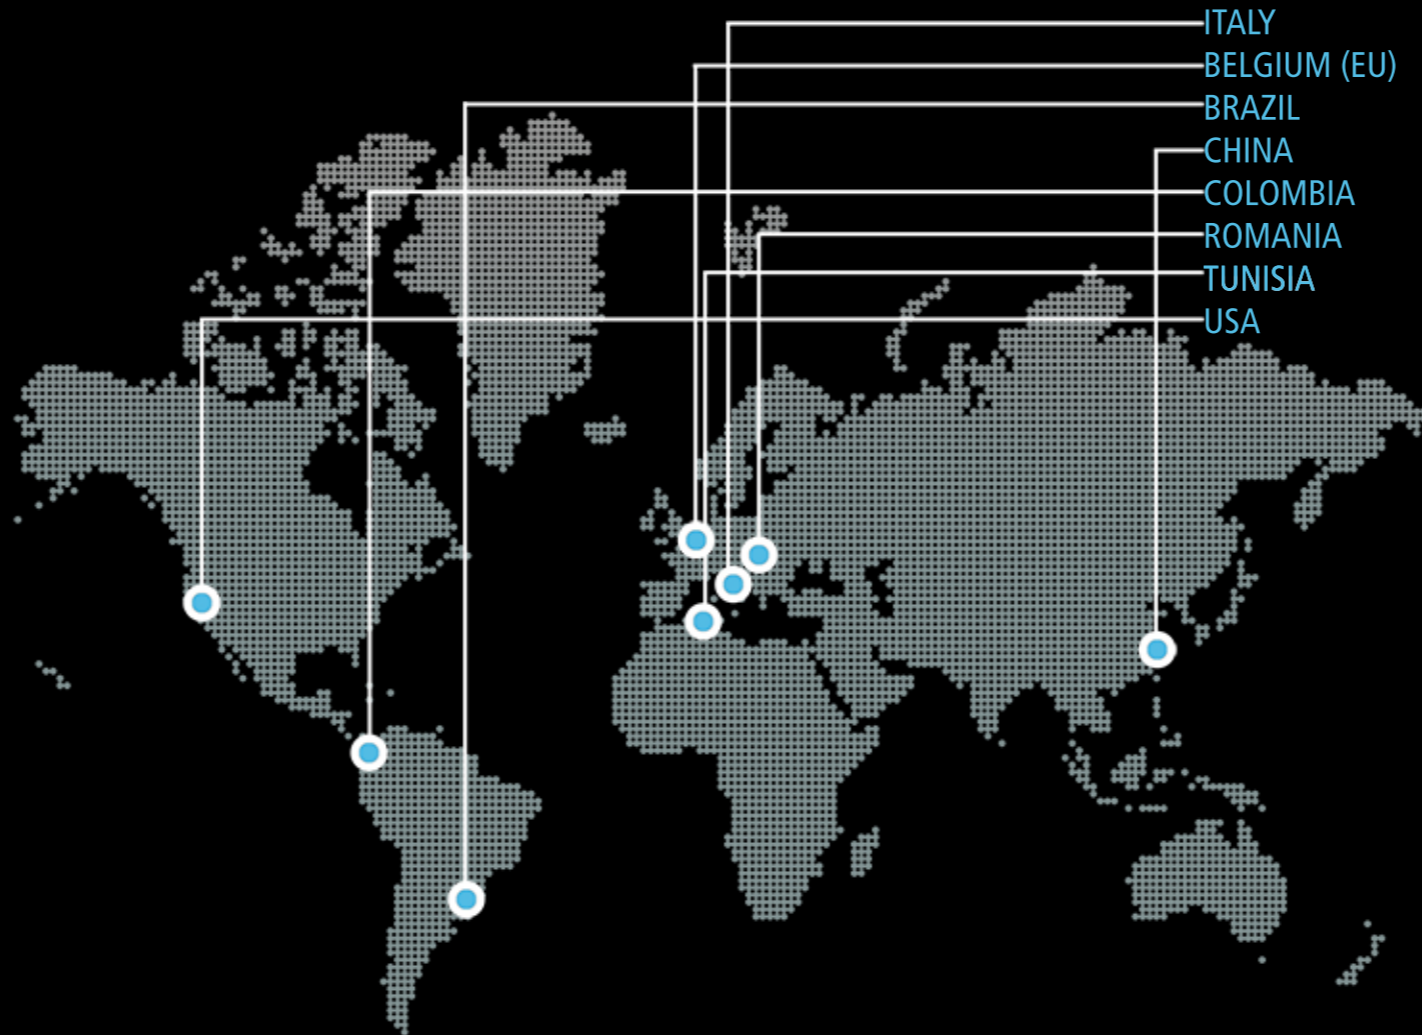 ITALY
BELGIUM (EU)
BRAZIL
CHINA
COLOMBIA
ROMANIA
TUNISIA
USA